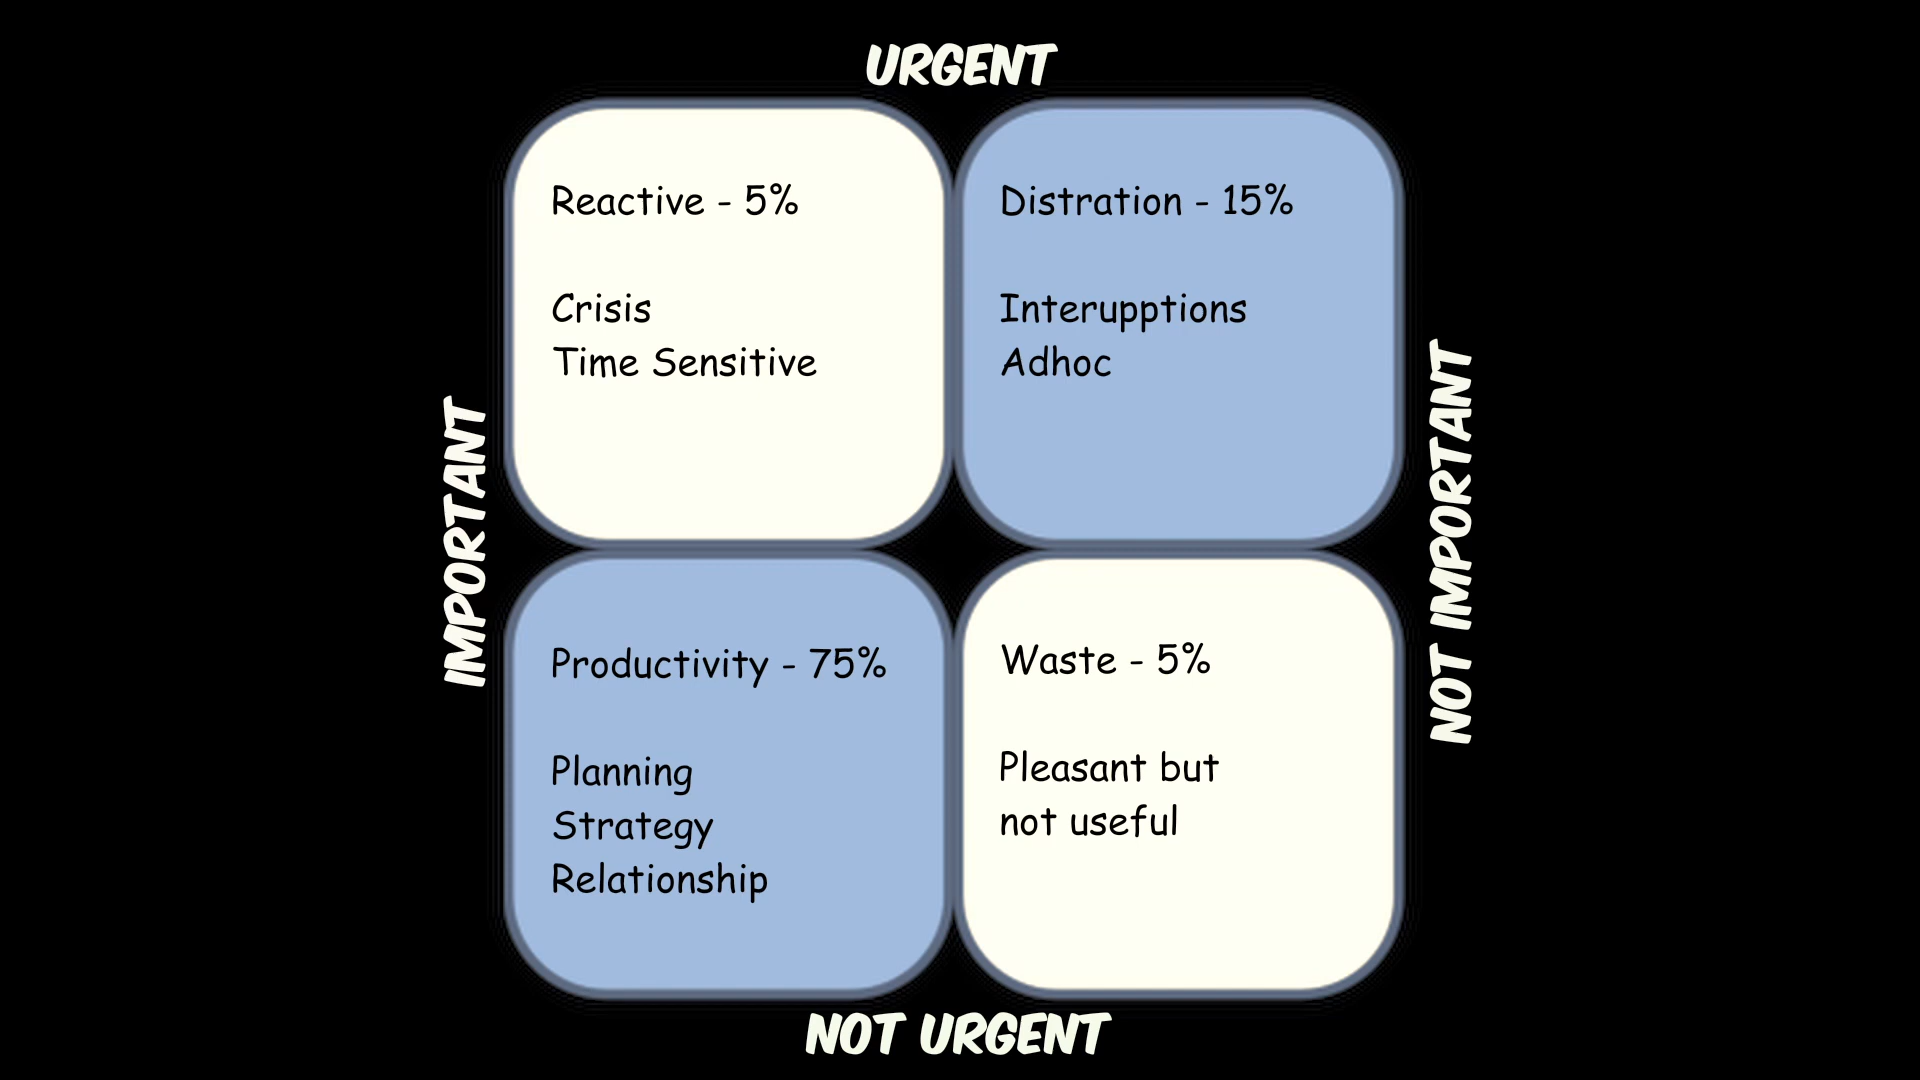 URGENT
Reactive - 5%
Crisis
Time Sensitive
Distration - 15%
Interupptions
Adhoc
IMPORTANT
NOT IMPORTANT
Productivity - 75%
Planning
Strategy
Relationship
Waste - 5%
Pleasant but
not useful
NOT URGENT